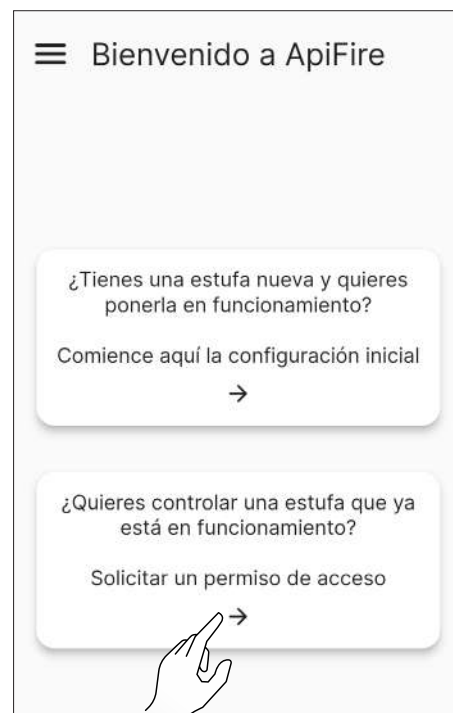 Bienvenido a ApiFire
¿Tienes una estufa nueva y quieres
ponerla en funcionamiento?
Comience aquí la configuración inicial
¿Quieres controlar una estufa que ya
está en funcionamiento?
Solicitar un permiso de acceso